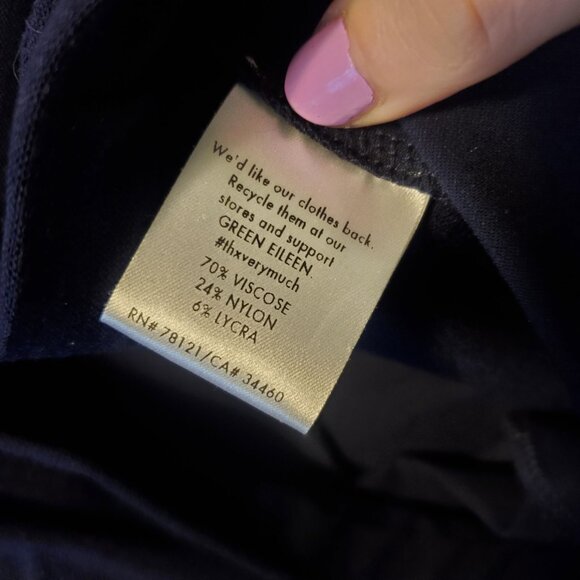 We'd like our clothes back.
Recycle them at our
stores and support
GREEN EILEEN.
#thxverymuch
70% VISCOSE
24% NYLON
6% LYCRA
RN# 78121/CA# 34460